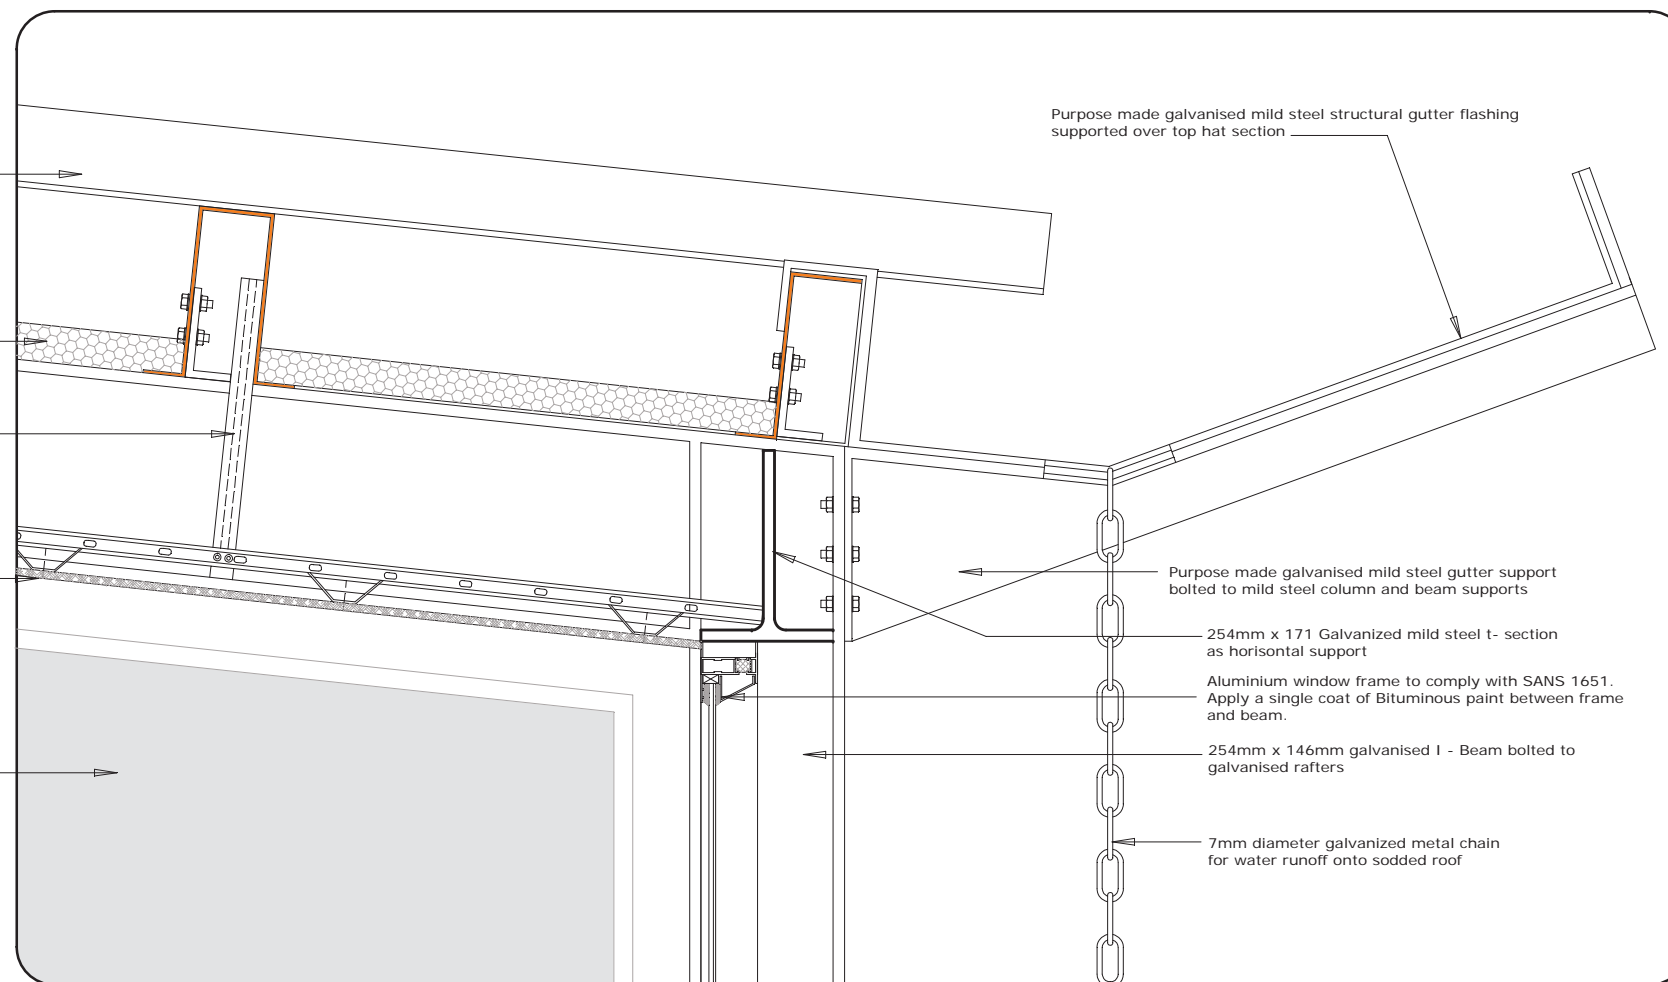 Purpose made galvanised mild steel structural gutter flashing
supported over top hat section
Purpose made galvanised mild steel gutter support
bolted to mild steel column and beam supports
254mm x 171 Galvanized mild steel t- section
as horisontal support
Aluminium window frame to comply with SANS 1651.
Apply a single coat of Bituminous paint between frame
and beam.
254mm x 146mm galvanised I - Beam bolted to
galvanised rafters
7mm diameter galvanized metal chain
for water runoff onto sodded roof